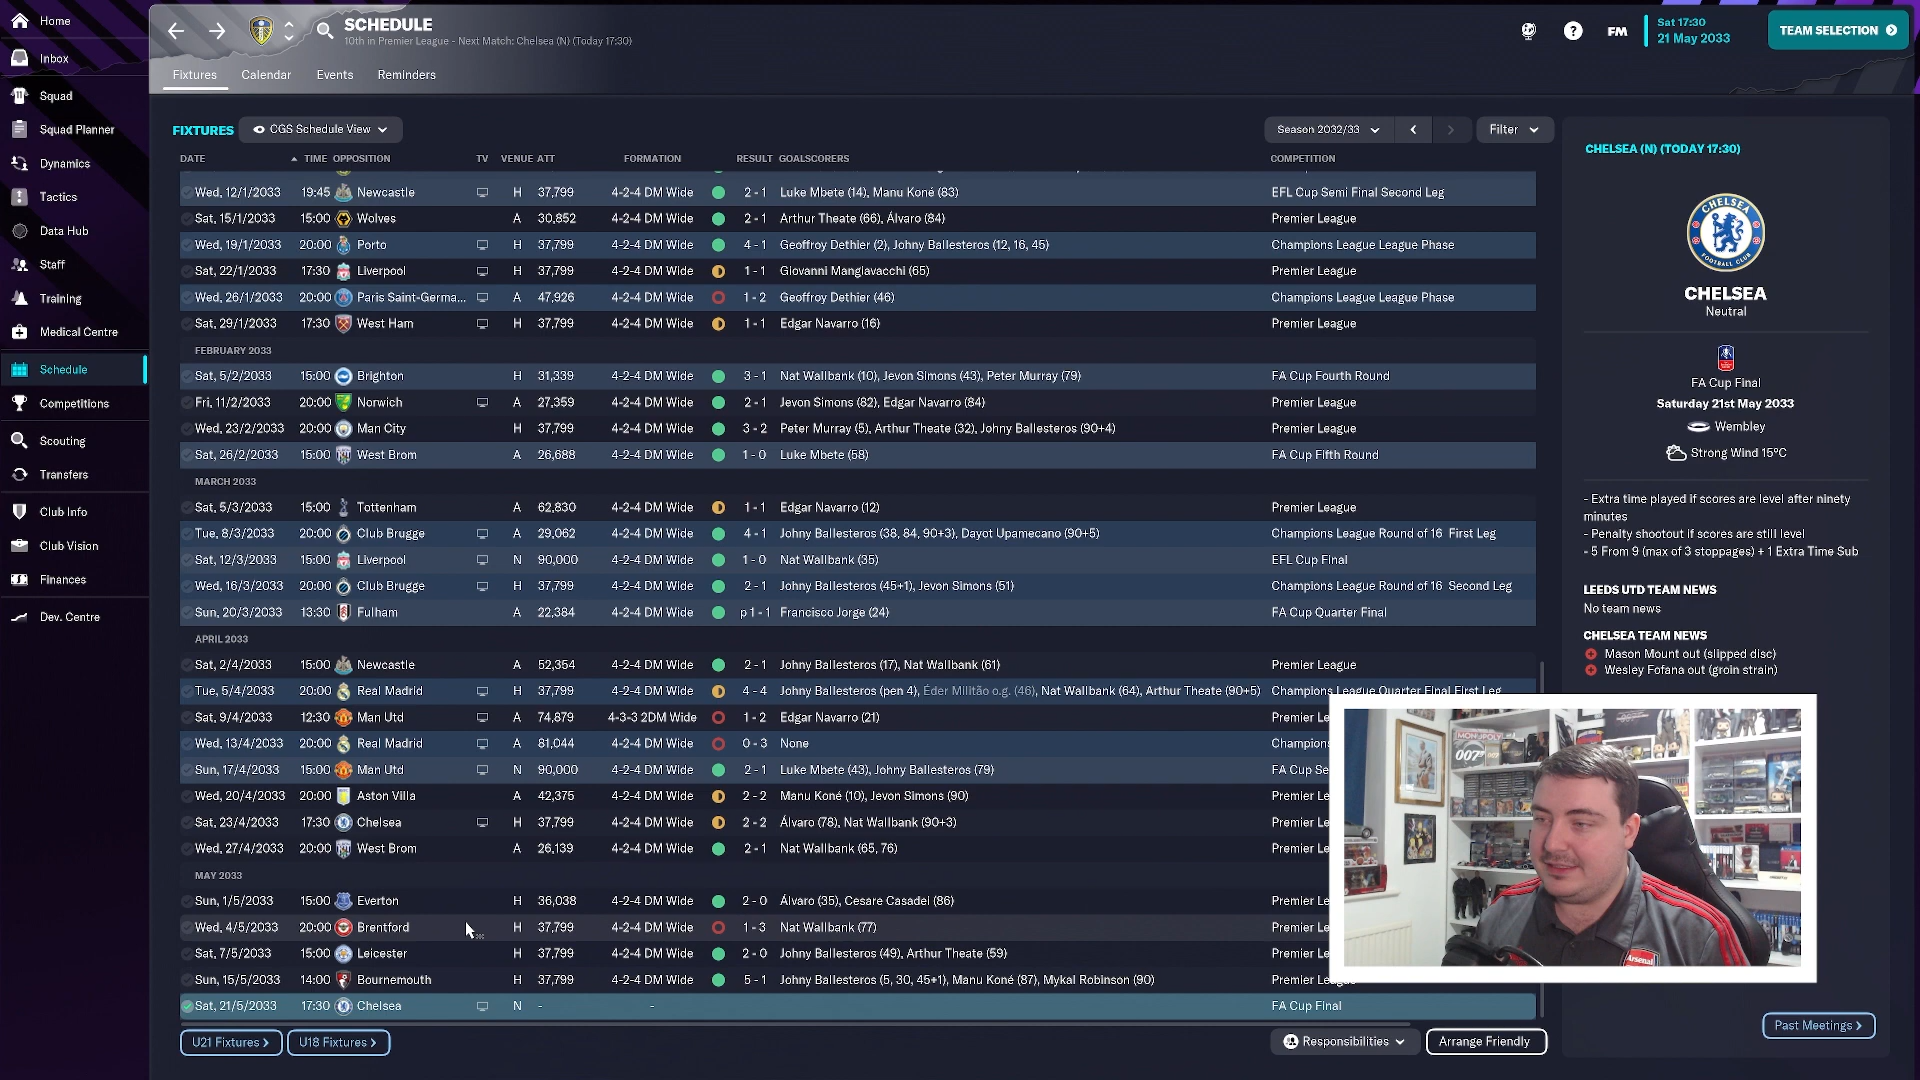 Home
Inbox
Squad
Squad Planner
Dynamics
Tactics
Data Hub
Staff
Training
Medical Centre
Schedule
Competitions
Scouting
Transfers
Club Info
Club Vision
Finances
Dev. Centre
SCHEDULE
10th in Premier League - Next Match: Chelsea (N) (Today 17:30)
FM
Sat 17:30
21 May 2033
TEAM SELECTION
Fixtures Calendar Events Reminders
FIXTURES CGS Schedule View Season 2032/33 Filter
DATE TIME OPPOSITION TV VENUE ATT FORMATION RESULT GOALSCORERS COMPETITION
Wed, 12/1/2033 19:45 Newcastle H 37,799 4-2-4 DM Wide 2 - 1 Luke Mbete (14), Manu Koné (83) EFL Cup Semi Final Second Leg
Sat, 15/1/2033 15:00 Wolves A 30,852 4-2-4 DM Wide 2 - 1 Arthur Theate (66), Álvaro (84) Premier League
Wed, 19/1/2033 20:00 Porto H 37,799 4-2-4 DM Wide 4 - 1 Geoffroy Dethier (2), Johny Ballesteros (12, 16, 45) Champions League League Phase
Sat, 22/1/2033 17:30 Liverpool H 37,799 4-2-4 DM Wide 1 - 1 Giovanni Mangiavacchi (65) Premier League
Wed, 26/1/2033 20:00 Paris Saint-Germa... A 47,926 4-2-4 DM Wide 1 - 2 Geoffroy Dethier (46) Champions League League Phase
Sat, 29/1/2033 17:30 West Ham H 37,799 4-2-4 DM Wide 1 - 1 Edgar Navarro (16) Premier League
FEBRUARY 2033
Sat, 5/2/2033 15:00 Brighton H 31,339 4-2-4 DM Wide 3 - 1 Nat Wallbank (10), Jevon Simons (43), Peter Murray (79) FA Cup Fourth Round
Fri, 11/2/2033 20:00 Norwich A 27,359 4-2-4 DM Wide 2 - 1 Jevon Simons (82), Edgar Navarro (84) Premier League
Wed, 23/2/2033 20:00 Man City H 37,799 4-2-4 DM Wide 3 - 2 Peter Murray (5), Arthur Theate (32), Johny Ballesteros (90+4) Premier League
Sat, 26/2/2033 15:00 West Brom A 26,688 4-2-4 DM Wide 1 - 0 Luke Mbete (58) FA Cup Fifth Round
MARCH 2033
Sat, 5/3/2033 15:00 Tottenham A 62,830 4-2-4 DM Wide 1 - 1 Edgar Navarro (12) Premier League
Tue, 8/3/2033 20:00 Club Brugge A 29,062 4-2-4 DM Wide 4 - 1 Johny Ballesteros (38, 84, 90+3), Dayot Upamecano (90+5) Champions League Round of 16 First Leg
Sat, 12/3/2033 15:00 Liverpool N 90,000 4-2-4 DM Wide 1 - 0 Nat Wallbank (35) EFL Cup Final
Wed, 16/3/2033 20:00 Club Brugge H 37,799 4-2-4 DM Wide 2 - 1 Johny Ballesteros (45+1), Jevon Simons (51) Champions League Round of 16 Second Leg
Sun, 20/3/2033 13:30 Fulham A 22,384 4-2-4 DM Wide p 1 - 1 Francisco Jorge (24) FA Cup Quarter Final
APRIL 2033
Sat, 2/4/2033 15:00 Newcastle A 52,354 4-2-4 DM Wide 2 - 1 Johny Ballesteros (17), Nat Wallbank (61) Premier League
Tue, 5/4/2033 20:00 Real Madrid H 37,799 4-2-4 DM Wide 4 - 4 Johny Ballesteros (pen 4), Éder Militão o.g. (46), Nat Wallbank (64), Arthur Theate (90+5) Champions League Quarter Final First Leg
Sat, 9/4/2033 12:30 Man Utd A 74,879 4-3-3 2DM Wide 1 - 2 Edgar Navarro (21) Premier Le
Wed, 13/4/2033 20:00 Real Madrid A 81,044 4-2-4 DM Wide 0 - 3 None Champions
Sun, 17/4/2033 15:00 Man Utd N 90,000 4-2-4 DM Wide 2 - 1 Luke Mbete (43), Johny Ballesteros (79) FA Cup Se
Wed, 20/4/2033 20:00 Aston Villa A 42,375 4-2-4 DM Wide 2 - 2 Manu Koné (10), Jevon Simons (90) Premier Le
Sat, 23/4/2033 17:30 Chelsea H 37,799 4-2-4 DM Wide 2 - 2 Álvaro (78), Nat Wallbank (90+3) Premier Le
Wed, 27/4/2033 20:00 West Brom A 26,139 4-2-4 DM Wide 2 - 1 Nat Wallbank (65, 76) Premier Le
MAY 2033
Sun, 1/5/2033 15:00 Everton H 36,038 4-2-4 DM Wide 2 - 0 Álvaro (35), Cesare Casadei (86) Premier Le
Wed, 4/5/2033 20:00 Brentford H 37,799 4-2-4 DM Wide 1 - 3 Nat Wallbank (77) Premier Le
Sat, 7/5/2033 15:00 Leicester H 37,799 4-2-4 DM Wide 2 - 0 Johny Ballesteros (49), Arthur Theate (59) Premier Le
Sun, 15/5/2033 14:00 Bournemouth H 37,799 4-2-4 DM Wide 5 - 1 Johny Ballesteros (5, 30, 45+1), Manu Koné (87), Mykal Robinson (90) Premier Le
Sat, 21/5/2033 17:30 Chelsea N - - FA Cup Final
U21 Fixtures U18 Fixtures Responsibilities Arrange Friendly
CHELSEA (N) (TODAY 17:30)
CHELSEA
FOOTBALL CLUB
CHELSEA
Neutral
FA Cup Final
Saturday 21st May 2033
Wembley
Strong Wind 15°C
- Extra time played if scores are level after ninety
minutes
- Penalty shootout if scores are still level
- 5 From 9 (max of 3 stoppages) + 1 Extra Time Sub
LEEDS UTD TEAM NEWS
No team news
CHELSEA TEAM NEWS
Mason Mount out (slipped disc)
Wesley Fofana out (groin strain)
MONOPOLY
007
Arsenal
Past Meetings